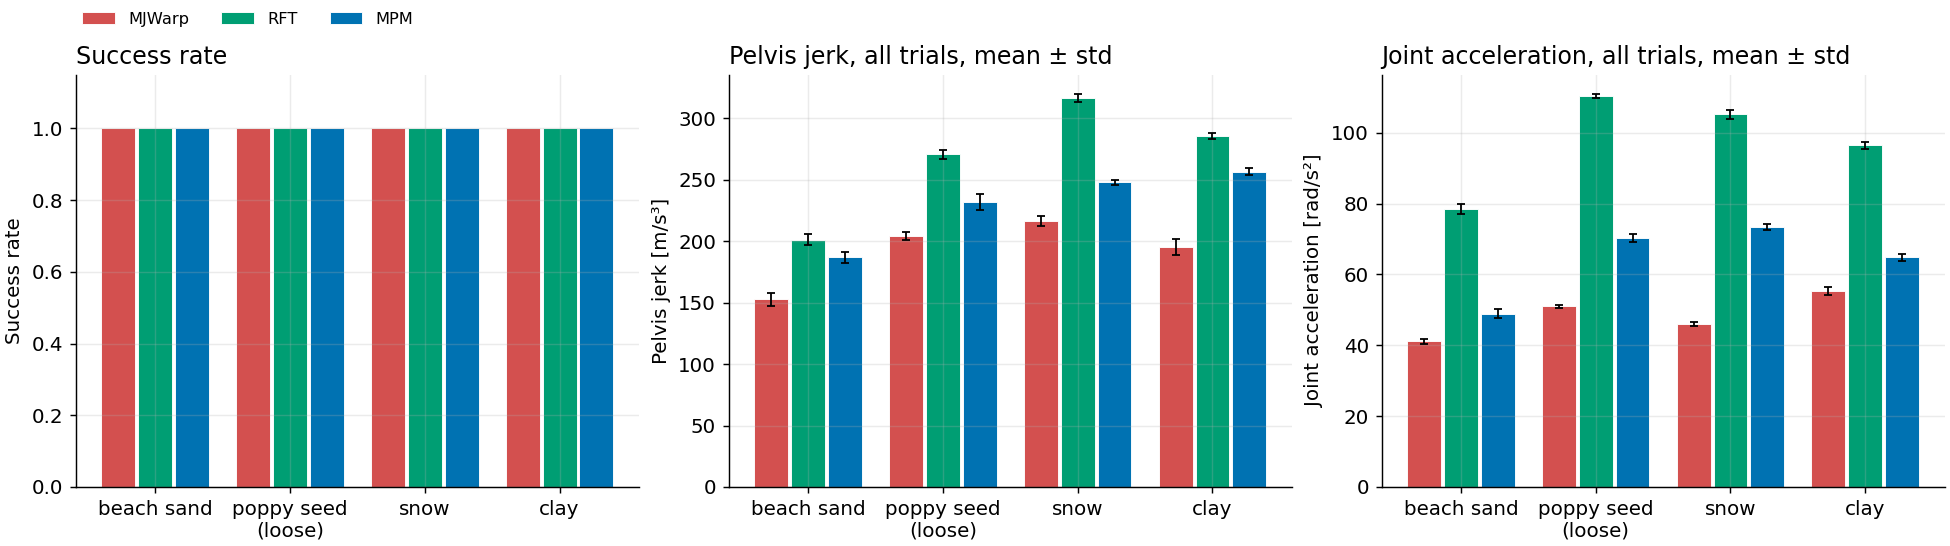 MJWarp RFT MPM
Success rate
Success rate
1.0
0.8
0.6
0.4
0.2
0.0
beach sand poppy seed snow clay
(loose)
Pelvis jerk, all trials, mean ± std
Pelvis jerk [m/s³]
300
250
200
150
100
50
0
beach sand poppy seed snow clay
(loose)
Joint acceleration, all trials, mean ± std
Joint acceleration [rad/s²]
100
80
60
40
20
0
beach sand poppy seed snow clay
(loose)